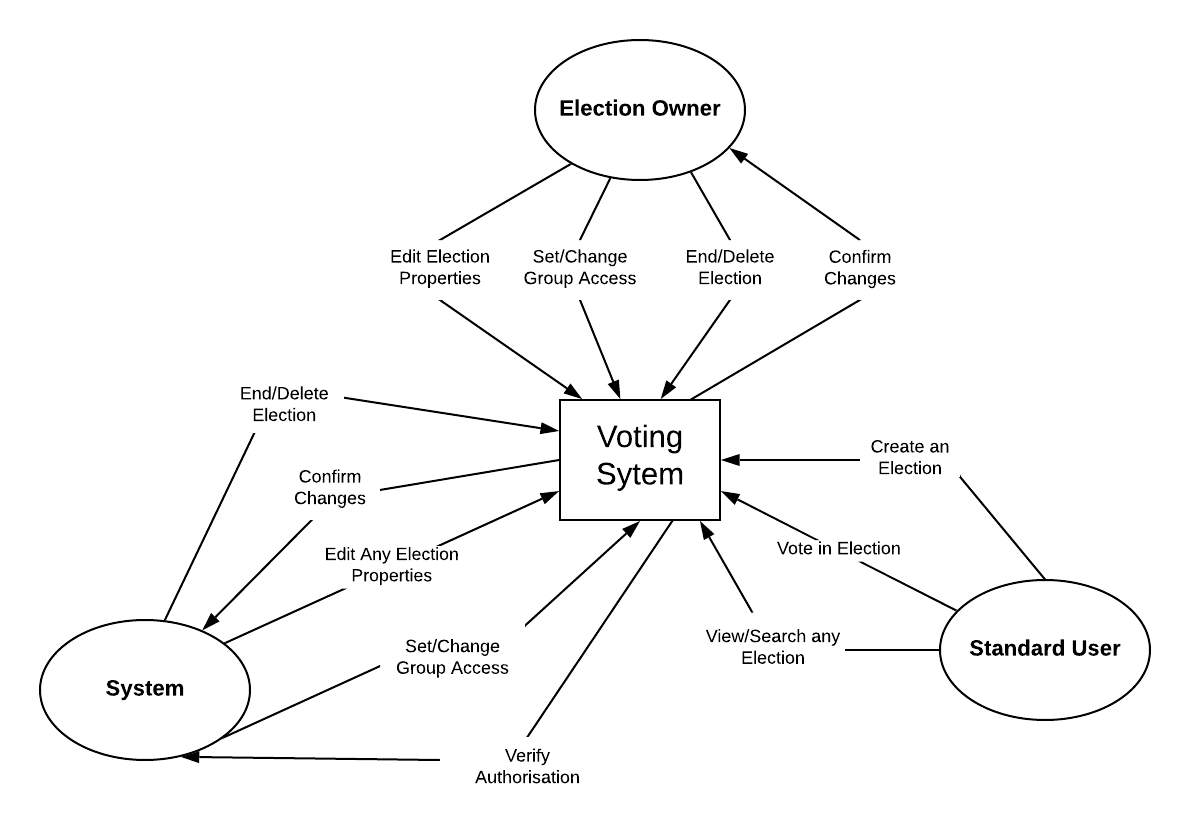 Election Owner
Edit Election
Properties
Set/Change
Group Access
End/Delete
Election
Confirm
Changes
End/Delete
Election
Voting
Sytem
Create an
Election
Confirm
Changes
Edit Any Election
Properties
Vote in Election
Set/Change
Group Access
View/Search any
Election
Standard User
System
Verify
Authorisation